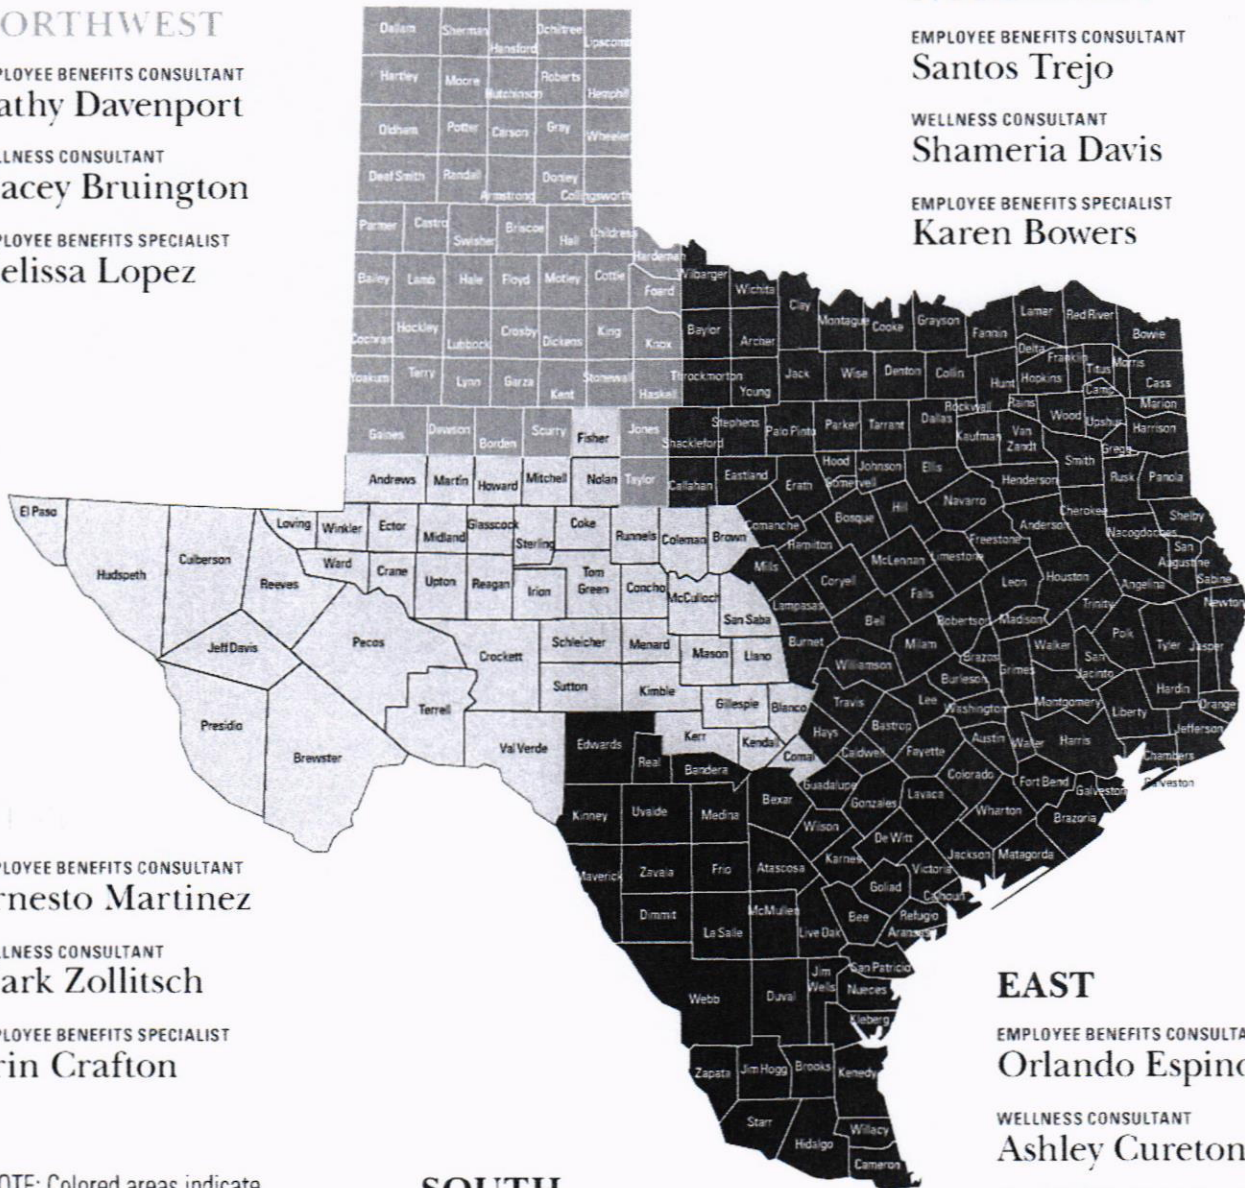 ORTHWEST
PLOYEE BENEFITS CONSULTANT
athy Davenport
LLNESS CONSULTANT
acey Bruington
PLOYEE BENEFITS SPECIALIST
elissa Lopez
EMPLOYEE BENEFITS CONSULTANT
Santos Trejo
WELLNESS CONSULTANT
Shameria Davis
EMPLOYEE BENEFITS SPECIALIST
Karen Bowers
Dallam Sherman Hansford Ochiltree Lipscomb
Hartley Moore Hutchinson Roberts Hemphill
Oldham Potter Carson Gray Wheeler
Deaf Smith Randall Armstrong Donley Collingsworth
Parmer Castro Swisher Briscoe Hall Childress
Hardeman
Bailey Lamb Hale Floyd Motley Cottle Foard Wilbarger Wichita Clay
Cochran Hockley Lubbock Crosby Dickens King Knox Baylor Archer Montague Cooke Grayson Fannin Lamar Red River Bowie
Delta Franklin Titus Morris
Yoakum Terry Lynn Garza Kent Stonewall Haskell Throckmorton Young Jack Wise Denton Collin Hunt Hopkins Camp Cass
Marion
Gaines Dawson Borden Scurry Fisher Jones Shackleford Stephens Palo Pinto Parker Tarrant Dallas Rockwall Kaufman Rains Van Zandt Wood Upshur Harrison
Gregg
Andrews Martin Howard Mitchell Nolan Taylor Callahan Eastland Erath Hood Somervell Johnson Ellis Henderson Smith Rusk Panola
El Paso Hudspeth Culberson Reeves Loving Winkler Ector Midland Glasscock Sterling Coke Runnels Coleman Brown Comanche Bosque Hill Navarro Anderson Cherokee Nacogdoches Shelby
Hamilton Freestone San Augustine
Ward Crane Upton Reagan Irion Tom Green Concho McCulloch Mills Coryell McLennan Limestone Leon Houston Angelina Sabine
San Saba Lampasas Bell Falls Robertson Madison Trinity Polk Newton
Jeff Davis Pecos Crockett Schleicher Menard Mason Llano Burnet Williamson Milam Brazos Grimes Walker San Jacinto Tyler Jasper
Sutton Kimble Burleson Hardin
Presidio Brewster Terrell Val Verde Gillespie Blanco Travis Lee Washington Montgomery Liberty Orange
Edwards Real Kerr Kendall Comal Hays Bastrop Caldwell Fayette Austin Waller Harris Jefferson
Bandera Chambers
Kinney Uvalde Medina Bexar Guadalupe Gonzales Lavaca Colorado Fort Bend Galveston Galveston
Wilson Wharton Brazoria
Maverick Zavala Frio Atascosa Karnes De Witt Victoria Jackson Matagorda
Dimmit La Salle McMullen Live Oak Bee Goliad Refugio Calhoun
Aransas
Webb Duval Jim Wells San Patricio
Nueces
Kleberg
Zapata Jim Hogg Brooks Kenedy
Starr Hidalgo Willacy
Cameron
PLOYEE BENEFITS CONSULTANT
rnesto Martinez
LLNESS CONSULTANT
ark Zollitsch
PLOYEE BENEFITS SPECIALIST
rin Crafton
OTE: Colored areas indicate
SOUTH
EAST
EMPLOYEE BENEFITS CONSULTA
Orlando Espino
WELLNESS CONSULTANT
Ashley Cureton